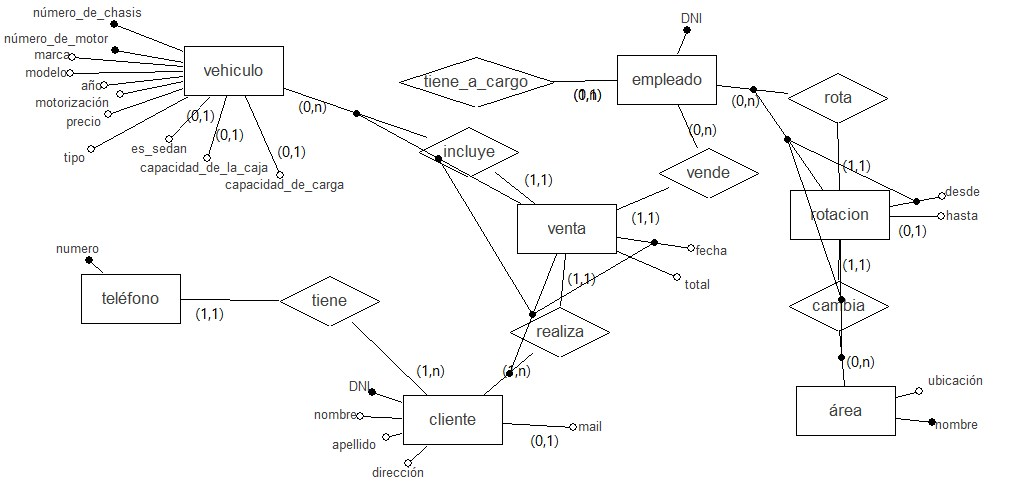 número_de_chasis
número_de_motor
marca
modelo
año
motorización
precio
tipo
vehiculo
(0,1)
es_sedan
(0,1)
capacidad_de_la_caja
(0,1)
capacidad_de_carga
(0,n)
incluye
(1,1)
tiene_a_cargo
DNI
empleado
(0,n)
vende
(1,1)
venta
fecha
total
(1,1)
realiza
(1,n)
(0,n)
rota
(1,1)
rotacion
desde
hasta
(0,1)
(1,1)
cambia
(0,n)
área
ubicación
nombre
numero
teléfono
(1,1)
tiene
(1,n)
cliente
DNI
nombre
apellido
dirección
mail
(0,1)